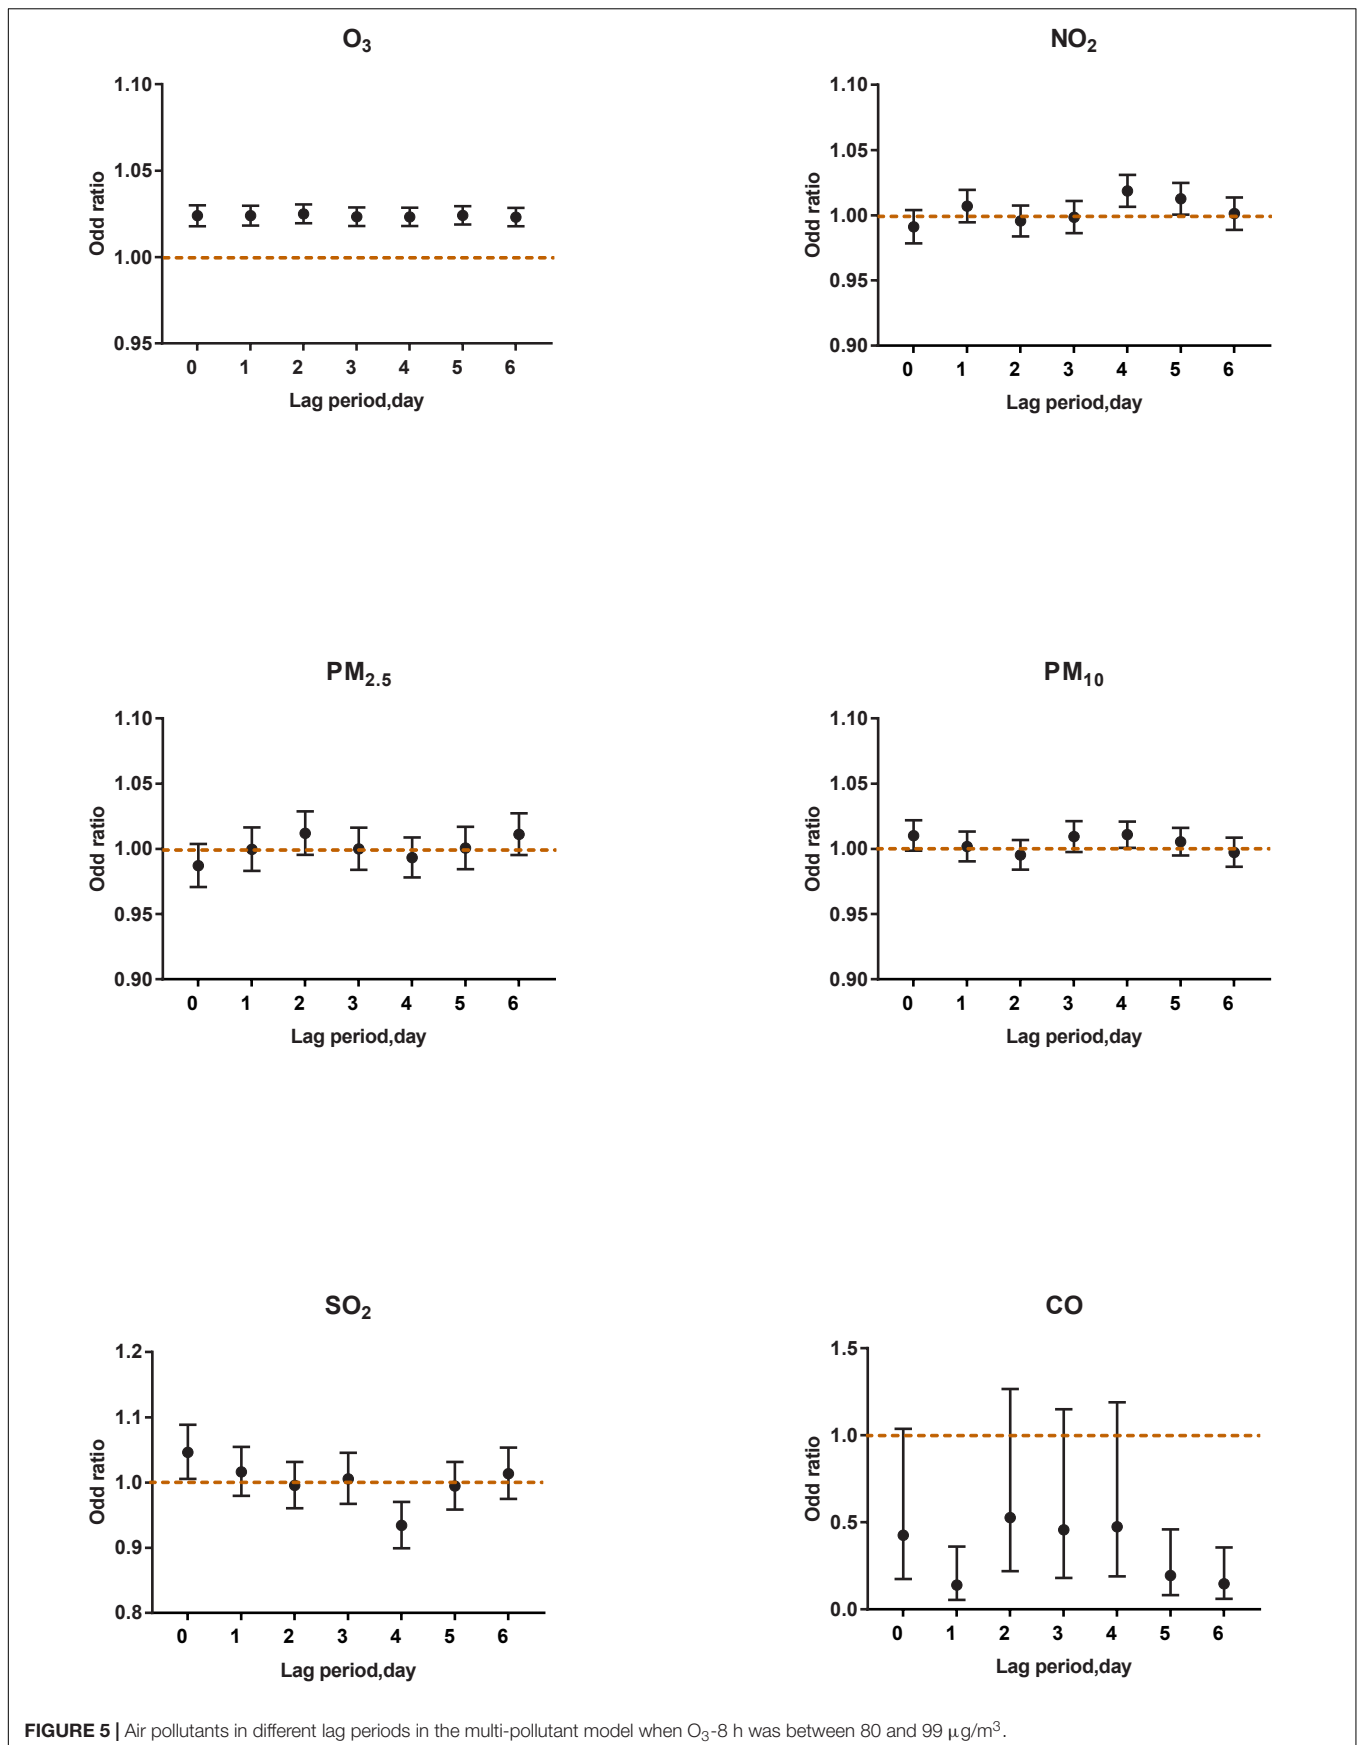 O3
1.10
1.05
1.00
0.95
Odd ratio
0 1 2 3 4 5 6
Lag period,day
NO2
1.10
1.05
1.00
0.95
0.90
Odd ratio
0 1 2 3 4 5 6
Lag period,day
PM2.5
1.10
1.05
1.00
0.95
0.90
Odd ratio
0 1 2 3 4 5 6
Lag period,day
PM10
1.10
1.05
1.00
0.95
0.90
Odd ratio
0 1 2 3 4 5 6
Lag period,day
SO2
1.2
1.1
1.0
0.9
0.8
Odd ratio
0 1 2 3 4 5 6
Lag period,day
CO
1.5
1.0
0.5
0.0
Odd ratio
0 1 2 3 4 5 6
Lag period,day
FIGURE 5 | Air pollutants in different lag periods in the multi-pollutant model when O3-8 h was between 80 and 99 μg/m3.